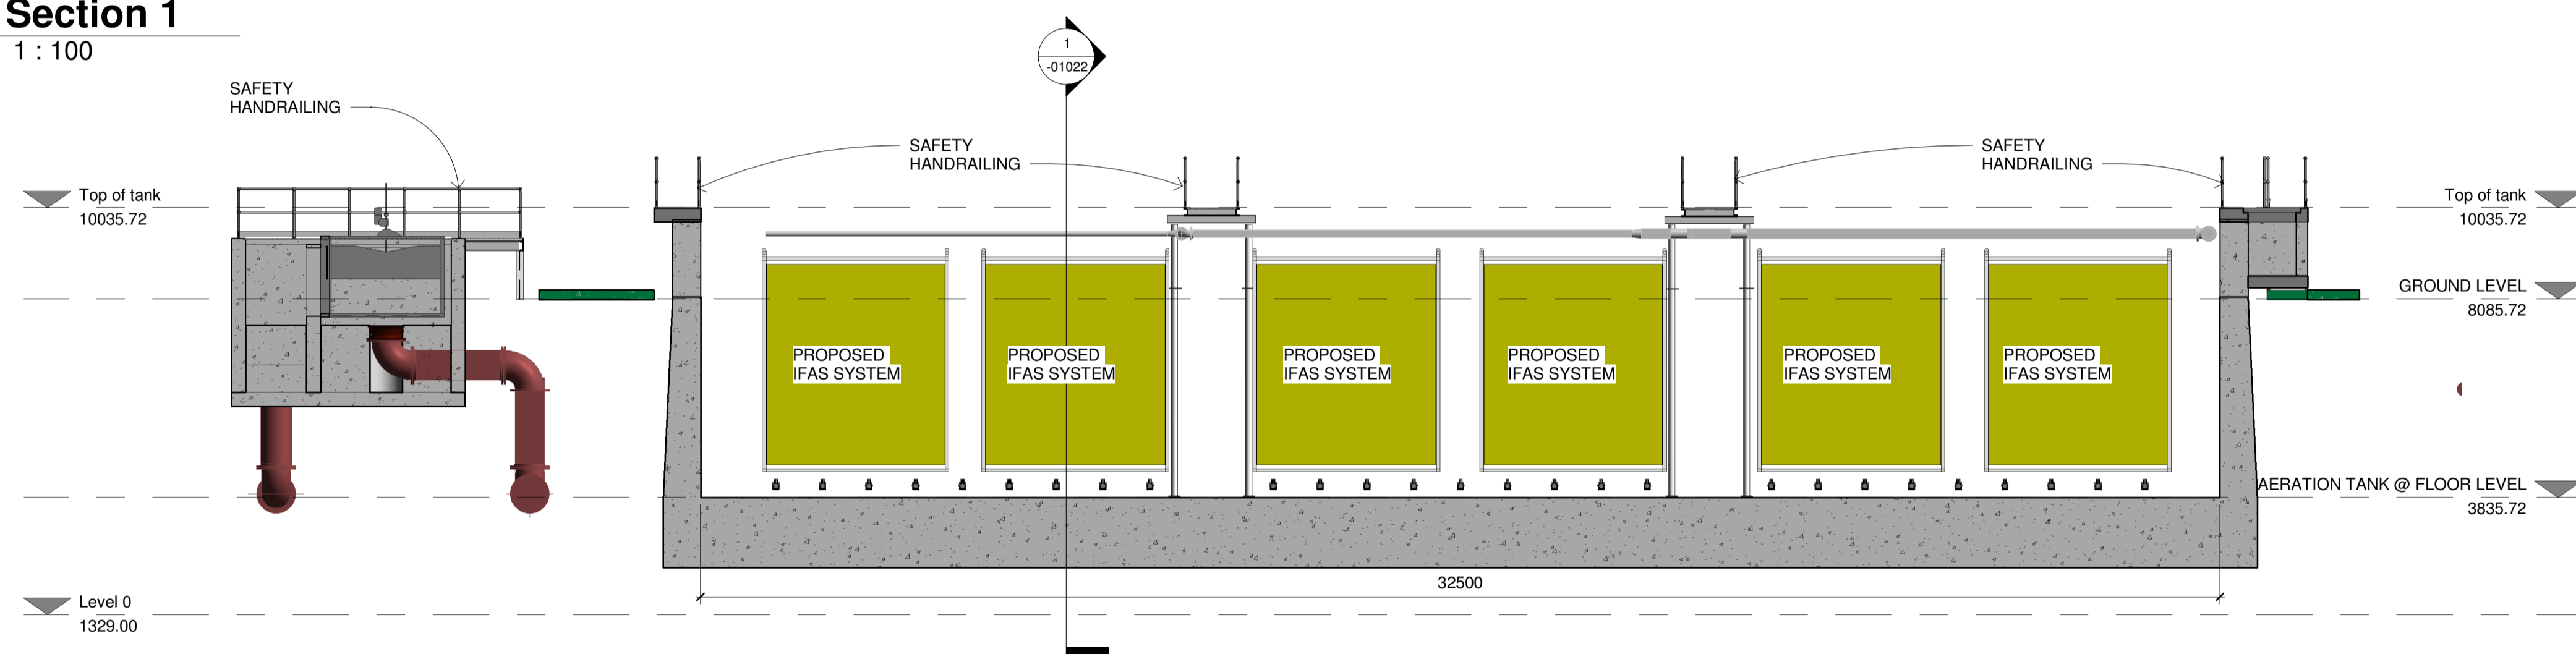 Section 1
1 : 100
1
-01022
SAFETY
HANDRAILING
SAFETY
HANDRAILING
SAFETY
HANDRAILING
Top of tank
10035.72
Top of tank
10035.72
GROUND LEVEL
8085.72
PROPOSED
IFAS SYSTEM
PROPOSED
IFAS SYSTEM
PROPOSED
IFAS SYSTEM
PROPOSED
IFAS SYSTEM
PROPOSED
IFAS SYSTEM
PROPOSED
IFAS SYSTEM
AERATION TANK @ FLOOR LEVEL
3835.72
32500
Level 0
1329.00